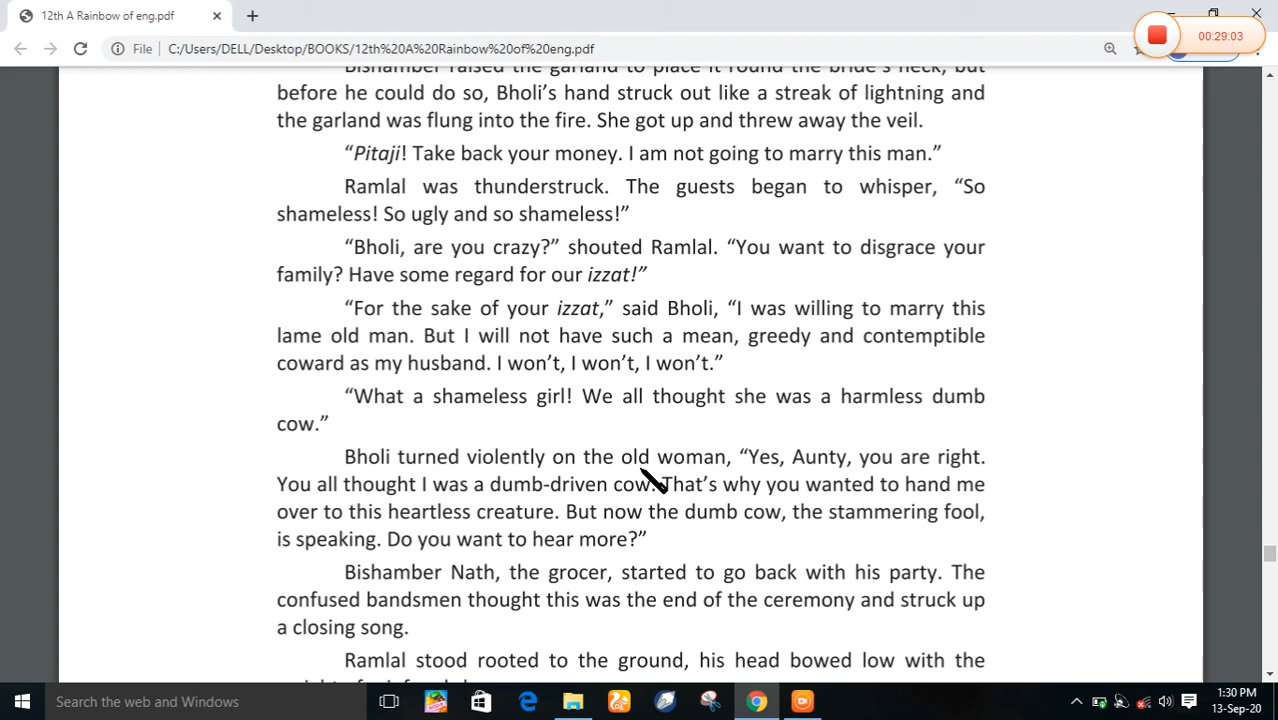 12th A Rainbow of eng.pdf
File C:/Users/DELL/Desktop/BOOKS/12th%20A%20Rainbow%20of%20eng.pdf
00:29:03
Bishamber raised the garland to place it round the bride's neck, but
before he could do so, Bholi's hand struck out like a streak of lightning and
the garland was flung into the fire. She got up and threw away the veil.
“Pitaji! Take back your money. I am not going to marry this man.”
Ramlal was thunderstruck. The guests began to whisper, “So
shameless! So ugly and so shameless!”
“Bholi, are you crazy?” shouted Ramlal. “You want to disgrace your
family? Have some regard for our izzat!”
“For the sake of your izzat,” said Bholi, “I was willing to marry this
lame old man. But I will not have such a mean, greedy and contemptible
coward as my husband. I won’t, I won’t, I won’t.”
“What a shameless girl! We all thought she was a harmless dumb
cow.”
Bholi turned violently on the old woman, “Yes, Aunty, you are right.
You all thought I was a dumb-driven cow. That’s why you wanted to hand me
over to this heartless creature. But now the dumb cow, the stammering fool,
is speaking. Do you want to hear more?”
Bishamber Nath, the grocer, started to go back with his party. The
confused bandsmen thought this was the end of the ceremony and struck up
a closing song.
Ramlal stood rooted to the ground, his head bowed low with the
Search the web and Windows
1:30 PM
13-Sep-20